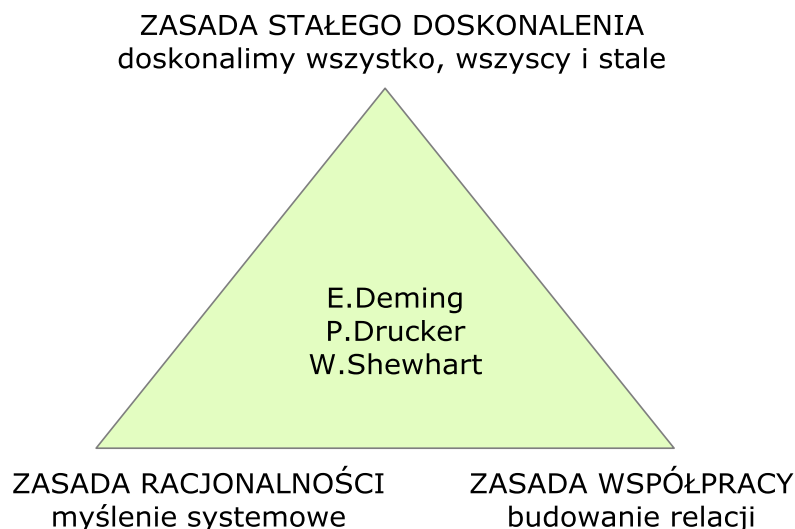 ZASADA STAŁEGO DOSKONALENIA
doskonalimy wszystko, wszyscy i stale
E.Deming
P.Drucker
W.Shewhart
ZASADA RACJONALNOŚCI
myślenie systemowe
ZASADA WSPÓŁPRACY
budowanie relacji